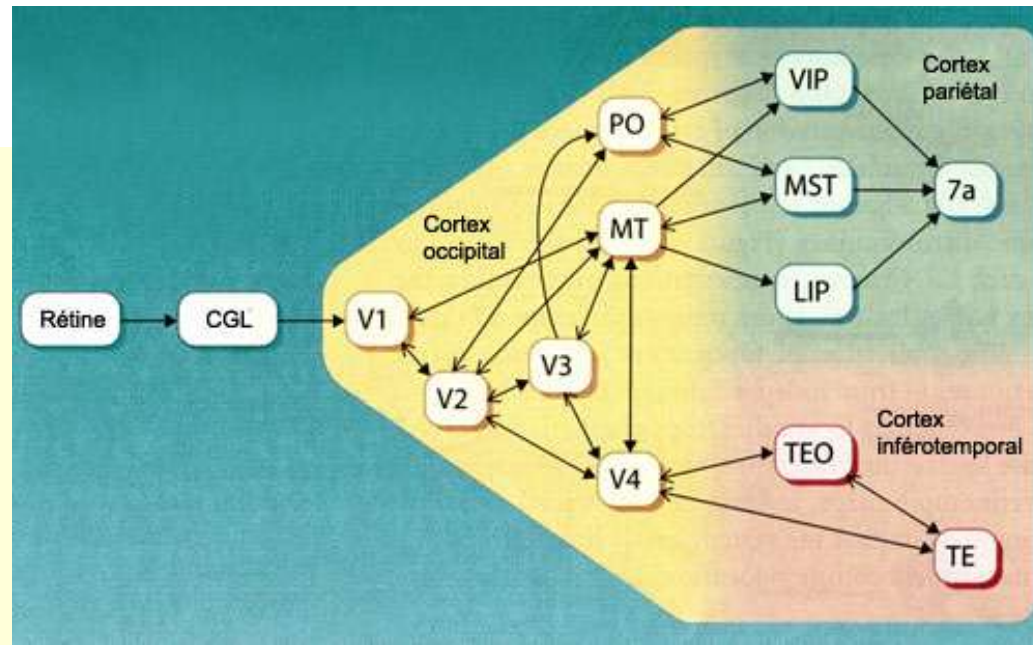 VIP
Cortex
pariétal
PO
MST
7a
Cortex
occipital
MT
LIP
Rétine
CGL
V1
V3
V2
Cortex
inférotemporal
TEO
V4
TE